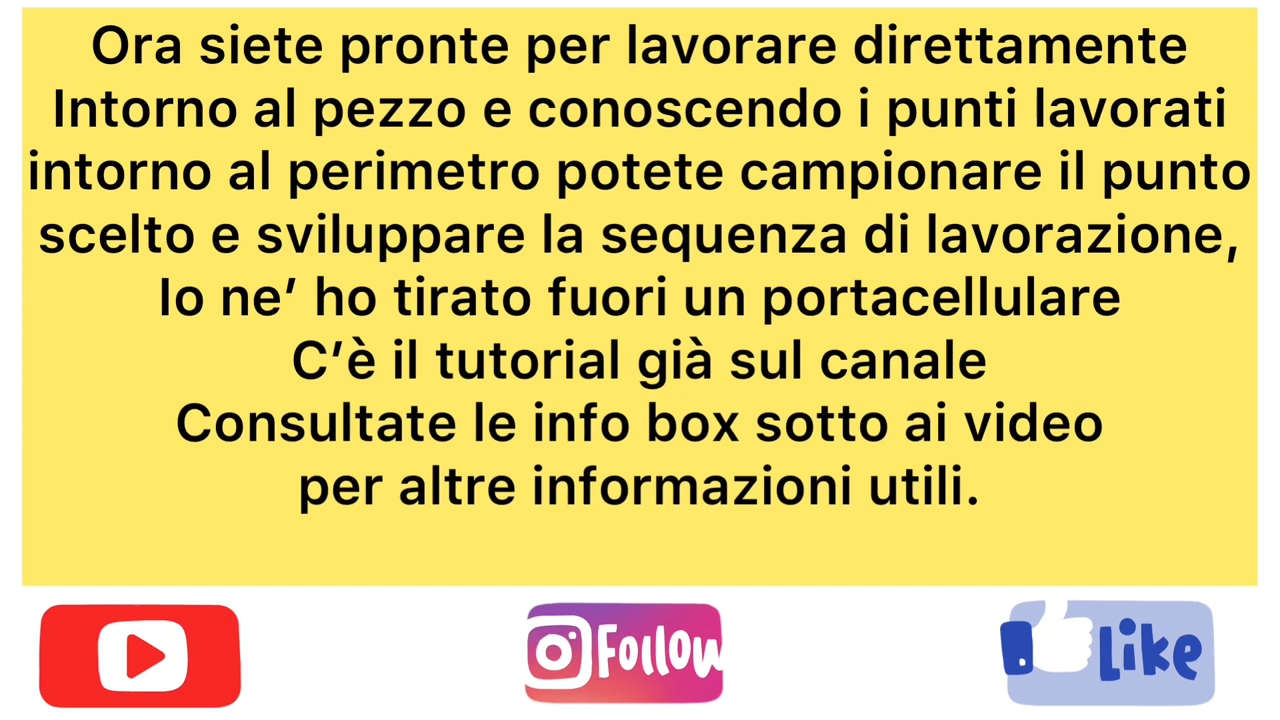 Ora siete pronte per lavorare direttamente
Intorno al pezzo e conoscendo i punti lavorati
intorno al perimetro potete campionare il punto
scelto e sviluppare la sequenza di lavorazione,
Io ne’ ho tirato fuori un portacellulare
C’è il tutorial già sul canale
Consultate le info box sotto ai video
per altre informazioni utili.
Follow
Like